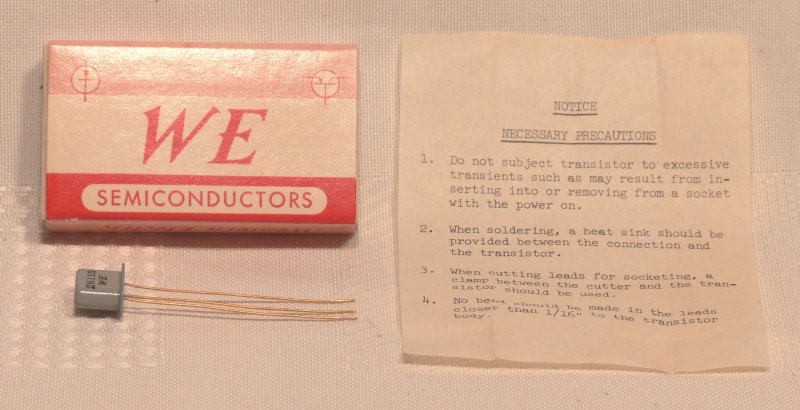 WE
SEMICONDUCTORS
Western Electric
2N110
WE
NOTICE
NECESSARY PRECAUTIONS
1. Do not subject transistor to excessive
transients such as may result from in-
serting into or removing from a socket
with the power on.
2. When soldering, a heat sink should be
provided between the connection and
the transistor.
3. When cutting leads for socketing, a
clamp between the cutter and the tran-
sistor should be used.
4. No bend should be made in the leads
closer than 1/16" to the transistor
body.